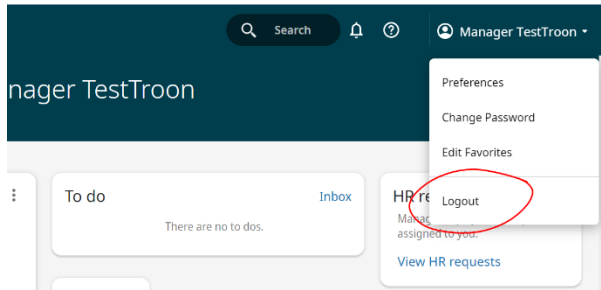 Search
Manager TestTroon
nager TestTroon
Preferences
Change Password
Edit Favorites
Logout
To do
Inbox
There are no to dos.
HR re
assigned to you.
View HR requests